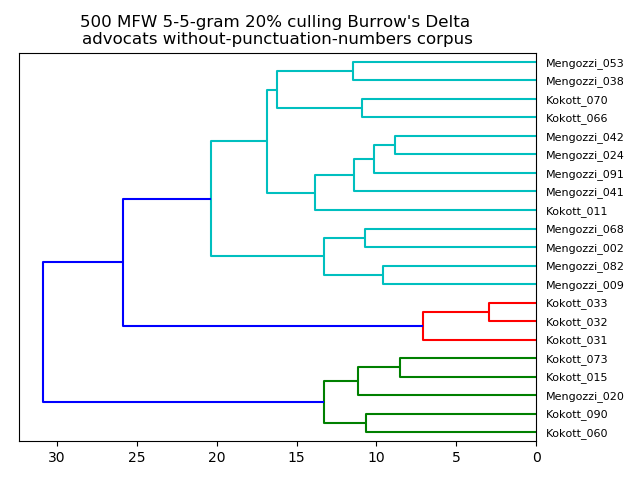 500 MFW 5-5-gram 20% culling Burrow's Delta
advocats without-punctuation-numbers corpus
Mengozzi_053
Mengozzi_038
Kokott_070
Kokott_066
Mengozzi_042
Mengozzi_024
Mengozzi_091
Mengozzi_041
Kokott_011
Mengozzi_068
Mengozzi_002
Mengozzi_082
Mengozzi_009
Kokott_033
Kokott_032
Kokott_031
Kokott_073
Kokott_015
Mengozzi_020
Kokott_090
Kokott_060
30 25 20 15 10 5 0